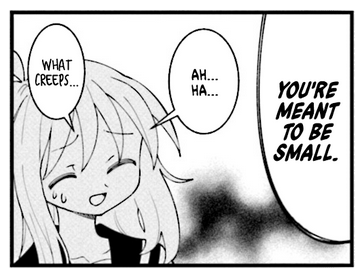 YOU'RE
MEANT
TO BE
SMALL.
AH...
HA...
WHAT
CREEPS...